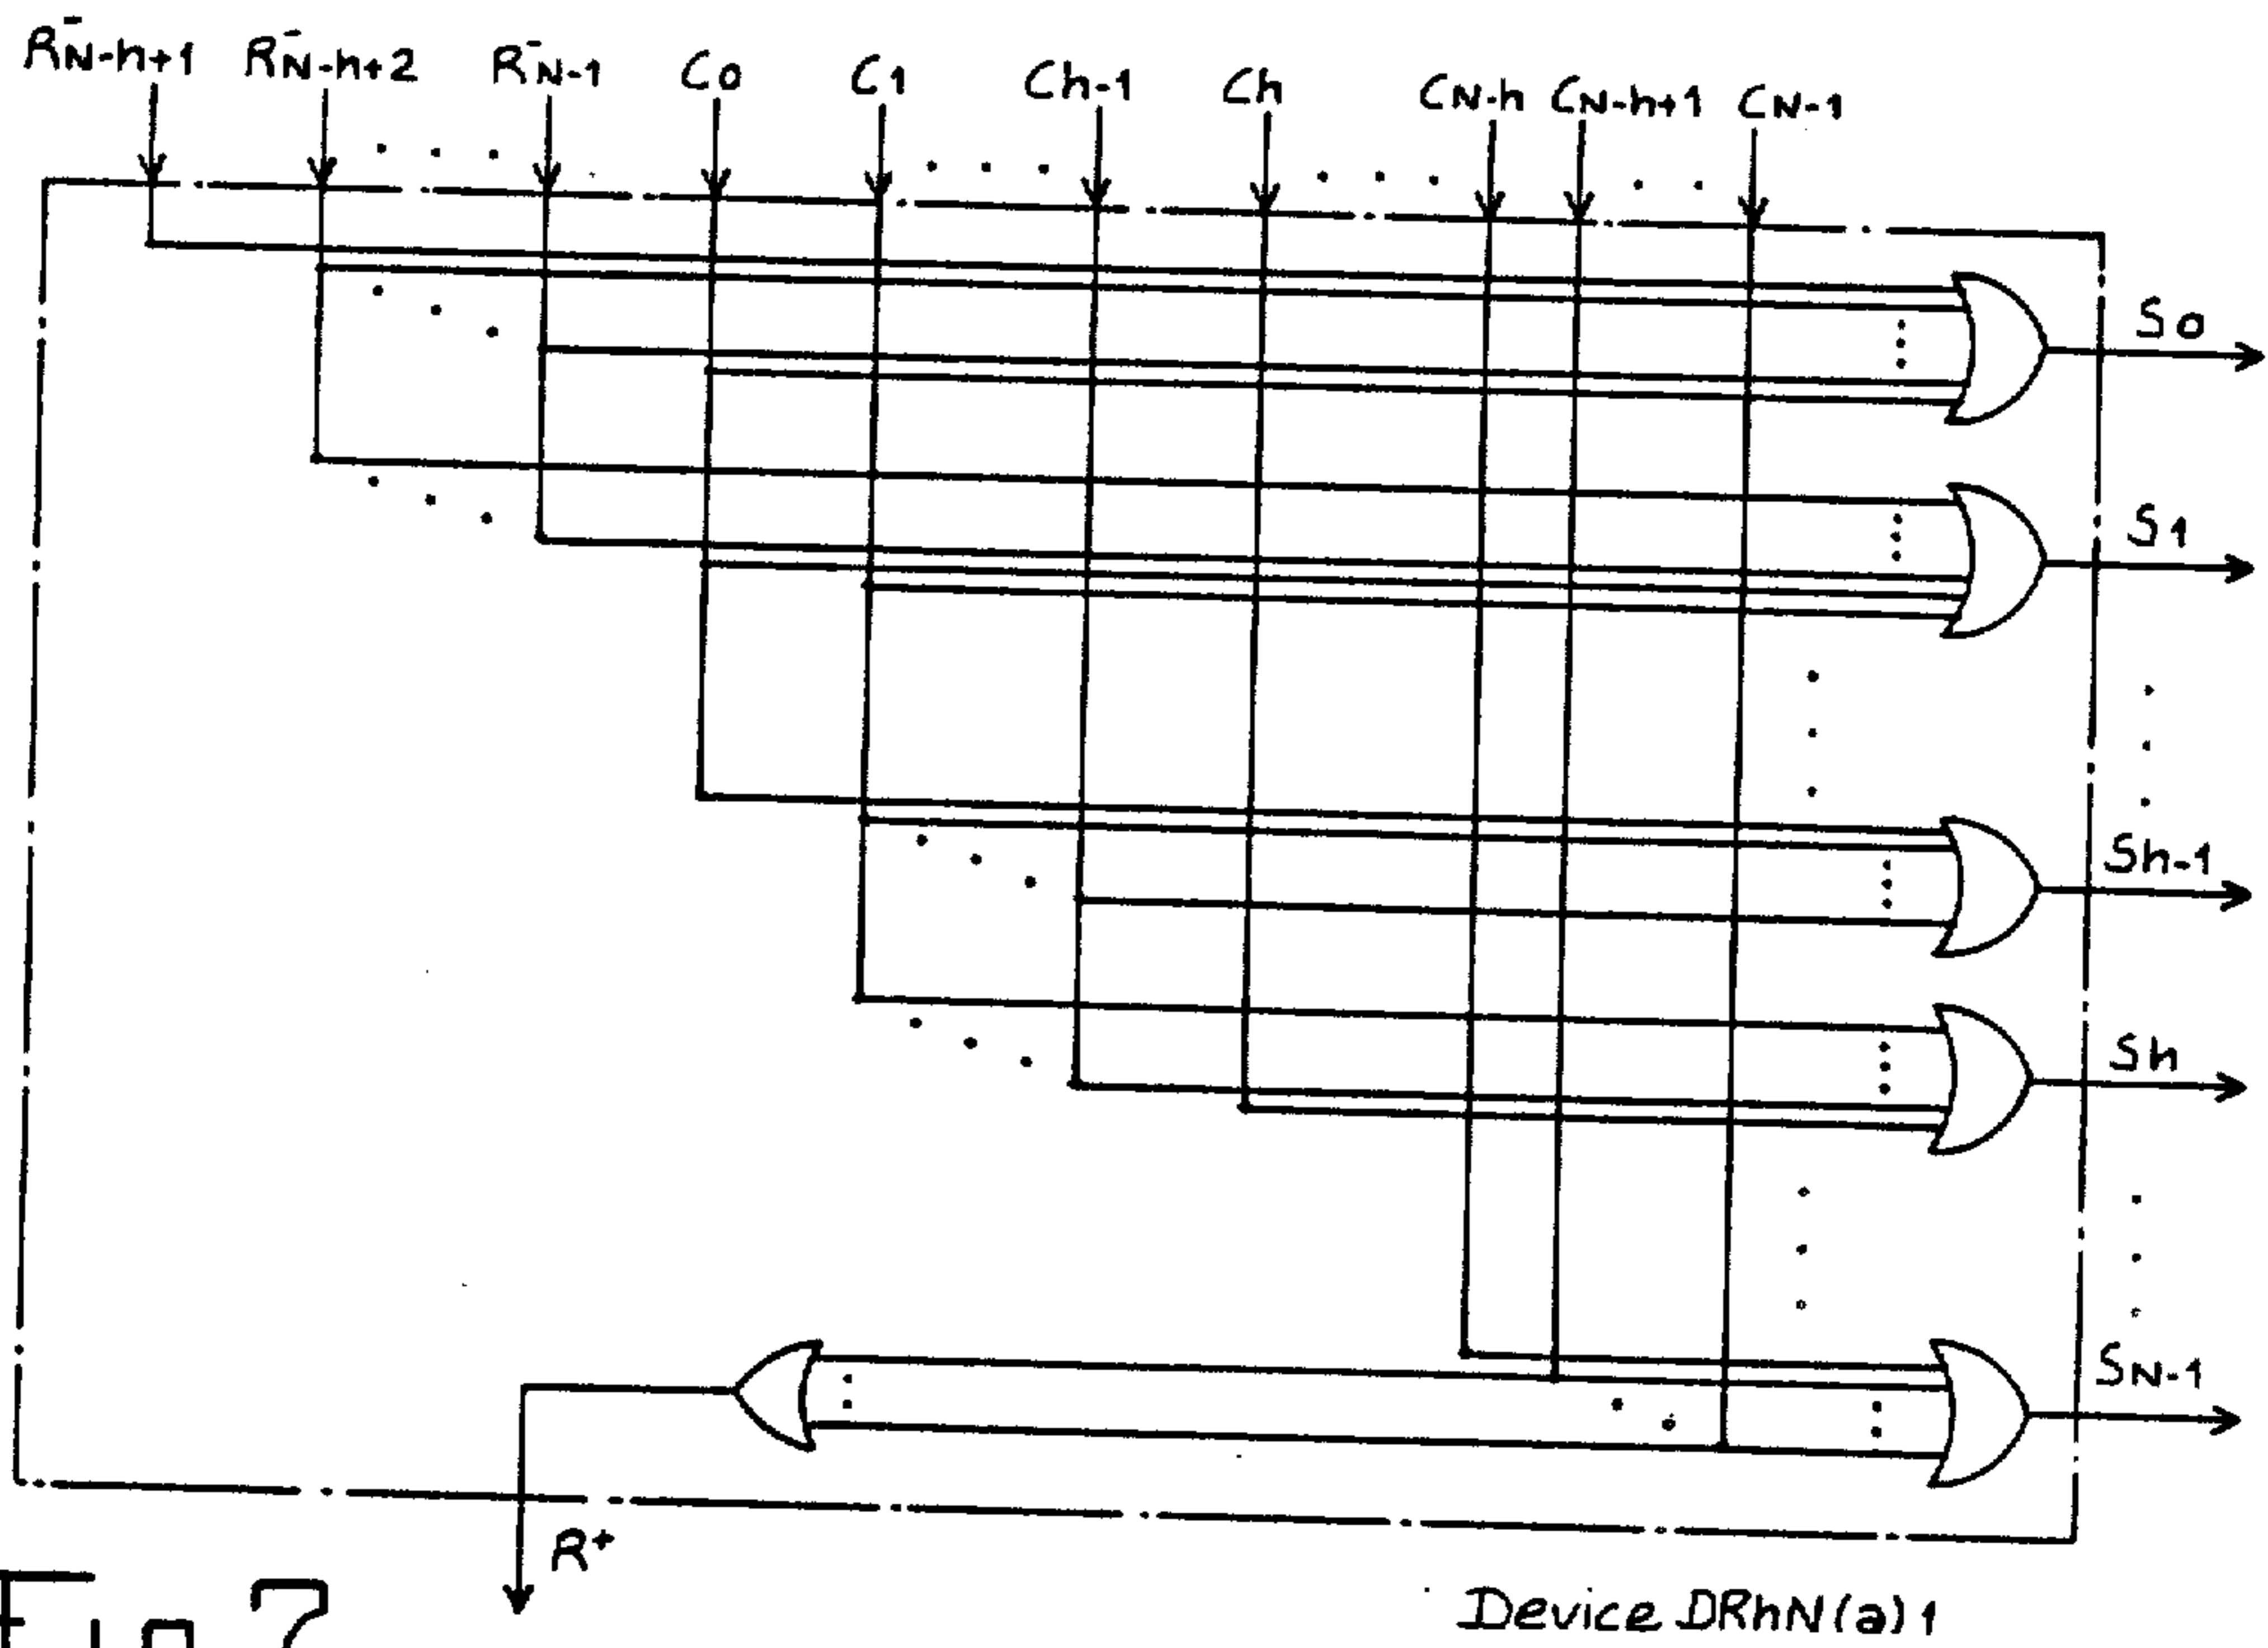 R̄N-h+1 R̄N-h+2 R̄N-1 C0 C1 Ch-1 Ch CN-h CN-h+1 CN-1
S0
S1
Sh-1
Sh
SN-1
R+
Device DRhN(a)1
Fig 7